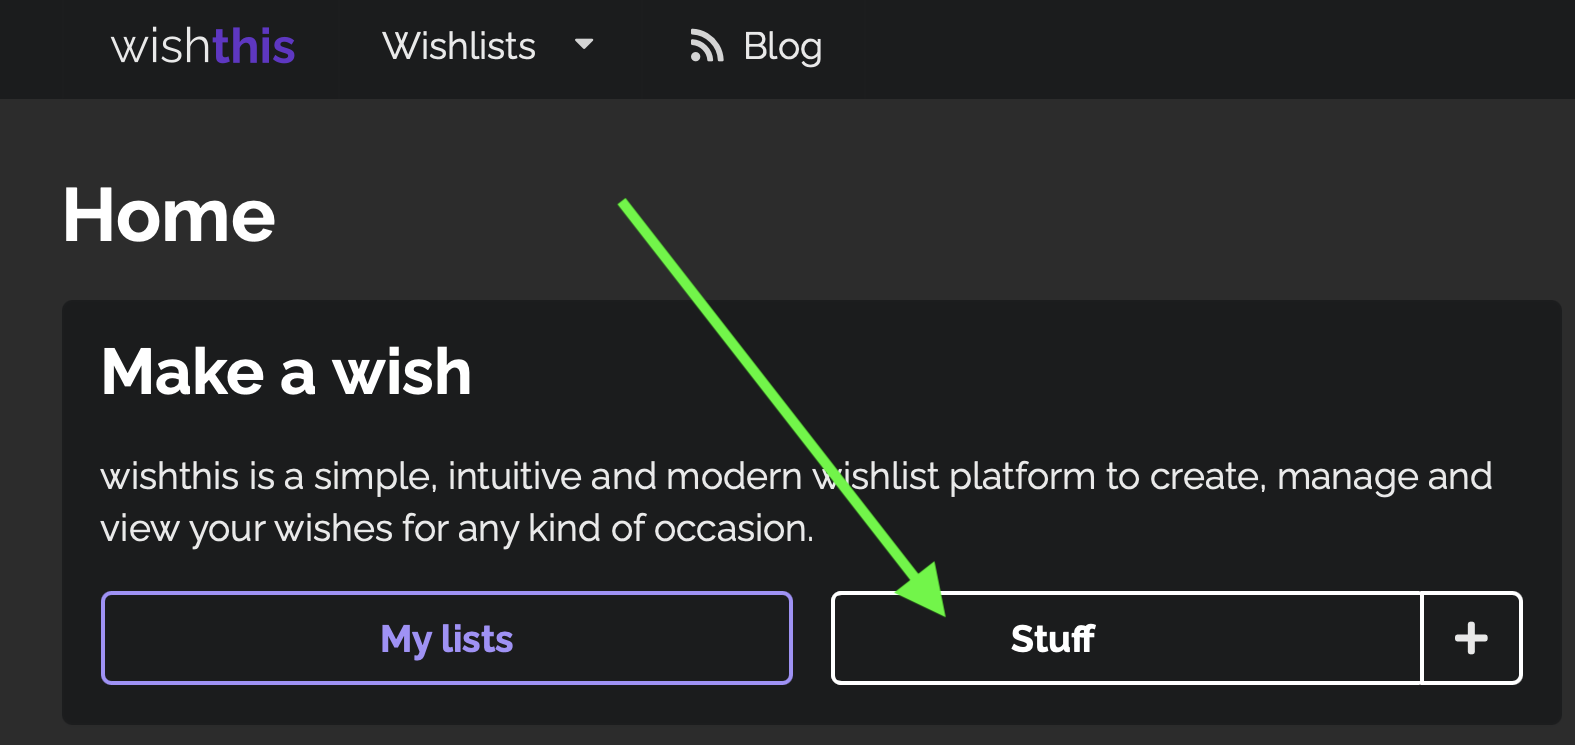 wishthis Wishlists Blog
Home
Make a wish
wishthis is a simple, intuitive and modern wishlist platform to create, manage and
view your wishes for any kind of occasion.
My lists Stuff +